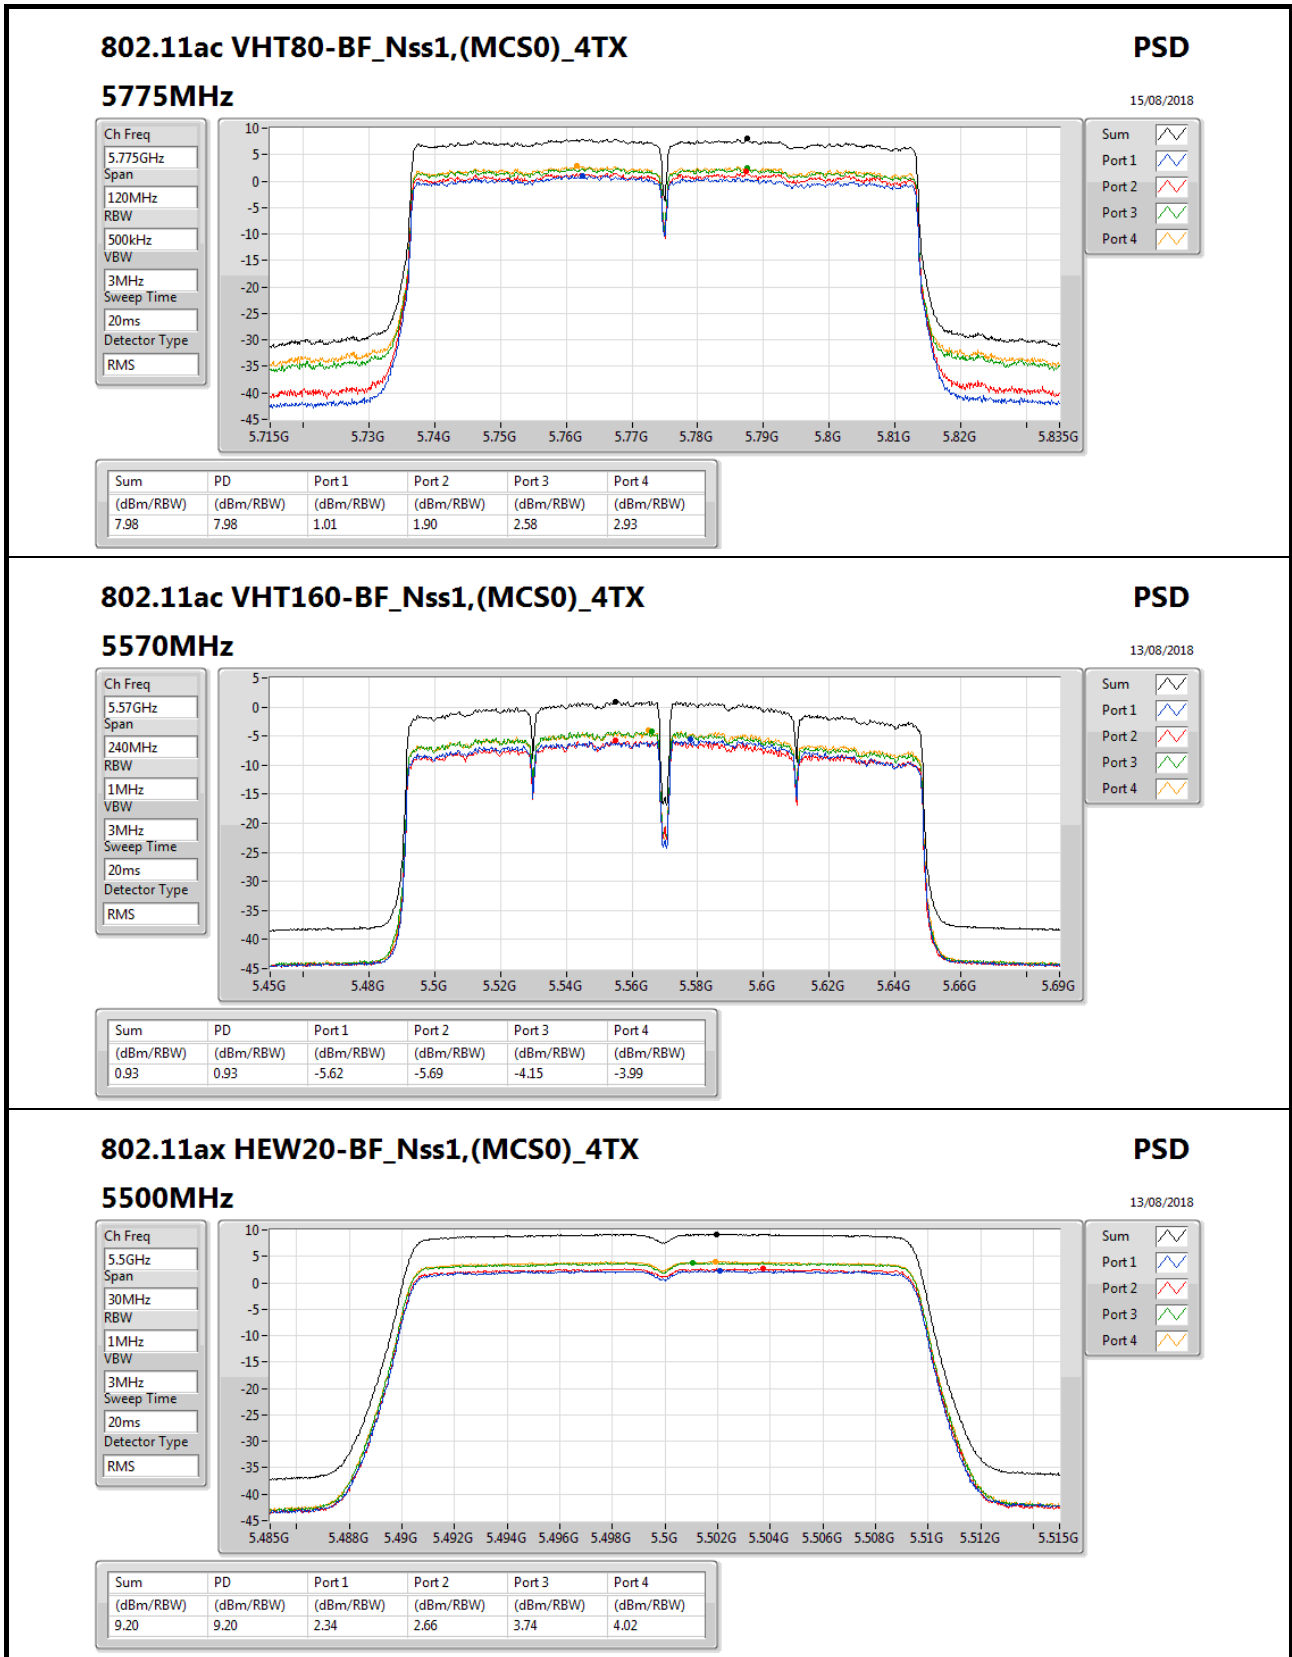 802.11ac VHT80-BF_Nss1,(MCS0)_4TX PSD
5775MHz 15/08/2018
Ch Freq
5.775GHz
Span
120MHz
RBW
500kHz
VBW
3MHz
Sweep Time
20ms
Detector Type
RMS
10
5
0
-5
-10
-15
-20
-25
-30
-35
-40
-45
5.715G 5.73G 5.74G 5.75G 5.76G 5.77G 5.78G 5.79G 5.8G 5.81G 5.82G 5.835G
Sum
Port 1
Port 2
Port 3
Port 4
Sum PD Port 1 Port 2 Port 3 Port 4
(dBm/RBW) (dBm/RBW) (dBm/RBW) (dBm/RBW) (dBm/RBW) (dBm/RBW)
7.98 7.98 1.01 1.90 2.58 2.93
802.11ac VHT160-BF_Nss1,(MCS0)_4TX PSD
5570MHz 13/08/2018
Ch Freq
5.57GHz
Span
240MHz
RBW
1MHz
VBW
3MHz
Sweep Time
20ms
Detector Type
RMS
5
0
-5
-10
-15
-20
-25
-30
-35
-40
-45
5.45G 5.48G 5.5G 5.52G 5.54G 5.56G 5.58G 5.6G 5.62G 5.64G 5.66G 5.69G
Sum
Port 1
Port 2
Port 3
Port 4
Sum PD Port 1 Port 2 Port 3 Port 4
(dBm/RBW) (dBm/RBW) (dBm/RBW) (dBm/RBW) (dBm/RBW) (dBm/RBW)
0.93 0.93 -5.62 -5.69 -4.15 -3.99
802.11ax HEW20-BF_Nss1,(MCS0)_4TX PSD
5500MHz 13/08/2018
Ch Freq
5.5GHz
Span
30MHz
RBW
1MHz
VBW
3MHz
Sweep Time
20ms
Detector Type
RMS
10
5
0
-5
-10
-15
-20
-25
-30
-35
-40
-45
5.485G 5.488G 5.49G 5.492G 5.494G 5.496G 5.498G 5.5G 5.502G 5.504G 5.506G 5.508G 5.51G 5.512G 5.515G
Sum
Port 1
Port 2
Port 3
Port 4
Sum PD Port 1 Port 2 Port 3 Port 4
(dBm/RBW) (dBm/RBW) (dBm/RBW) (dBm/RBW) (dBm/RBW) (dBm/RBW)
9.20 9.20 2.34 2.66 3.74 4.02